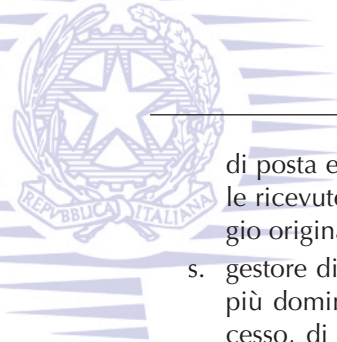 REPVBBLICA ITALIANA
di posta e
le ricevute
gio origina
s. gestore di
più domin
cesso, di